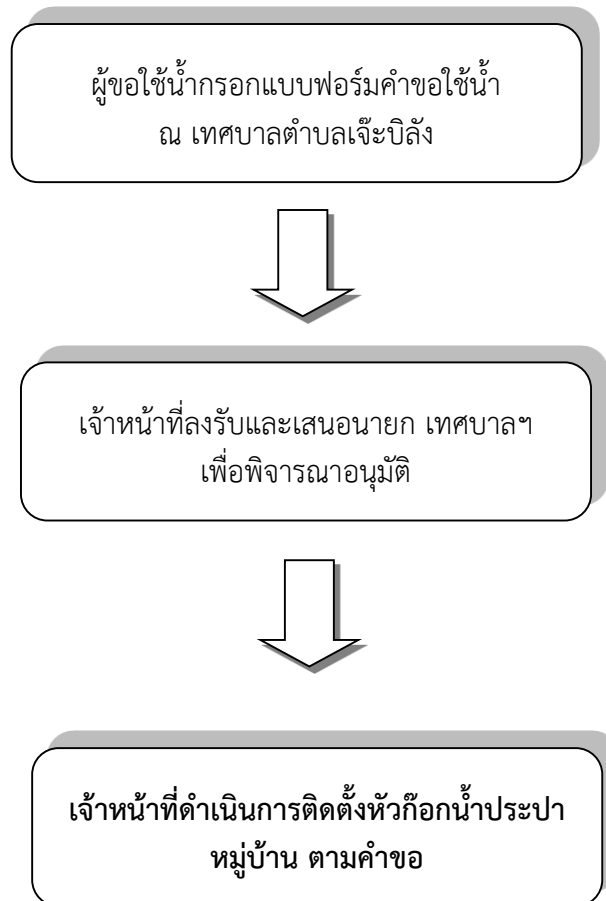 ผู้ขอใช้น้ำกรอกแบบฟอร์มคำขอใช้น้ำ
ณ เทศบาลตำบลเจ๊ะบิลัง
เจ้าหน้าที่ลงรับและเสนอนายก เทศบาลฯ
เพื่อพิจารณาอนุมัติ
เจ้าหน้าที่ดำเนินการติดตั้งหัวก๊อกน้ำประปา
หมู่บ้าน ตามคำขอ